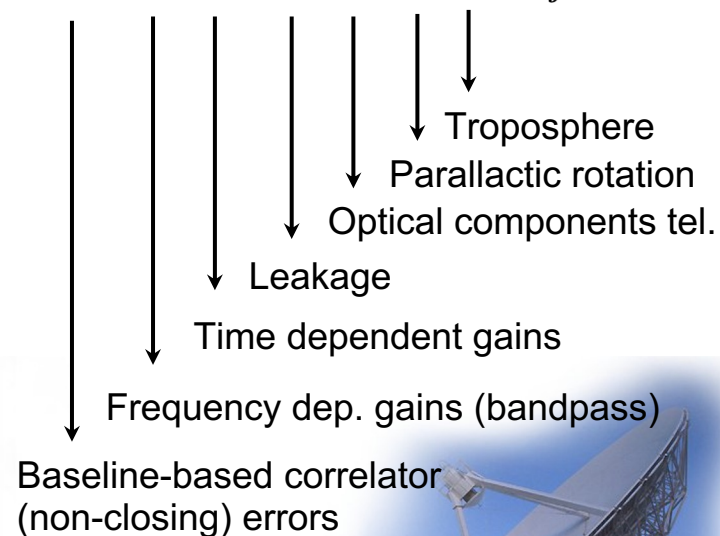 Troposphere
Parallactic rotation
Optical components tel.
Leakage
Time dependent gains
Frequency dep. gains (bandpass)
Baseline-based correlator
(non-closing) errors